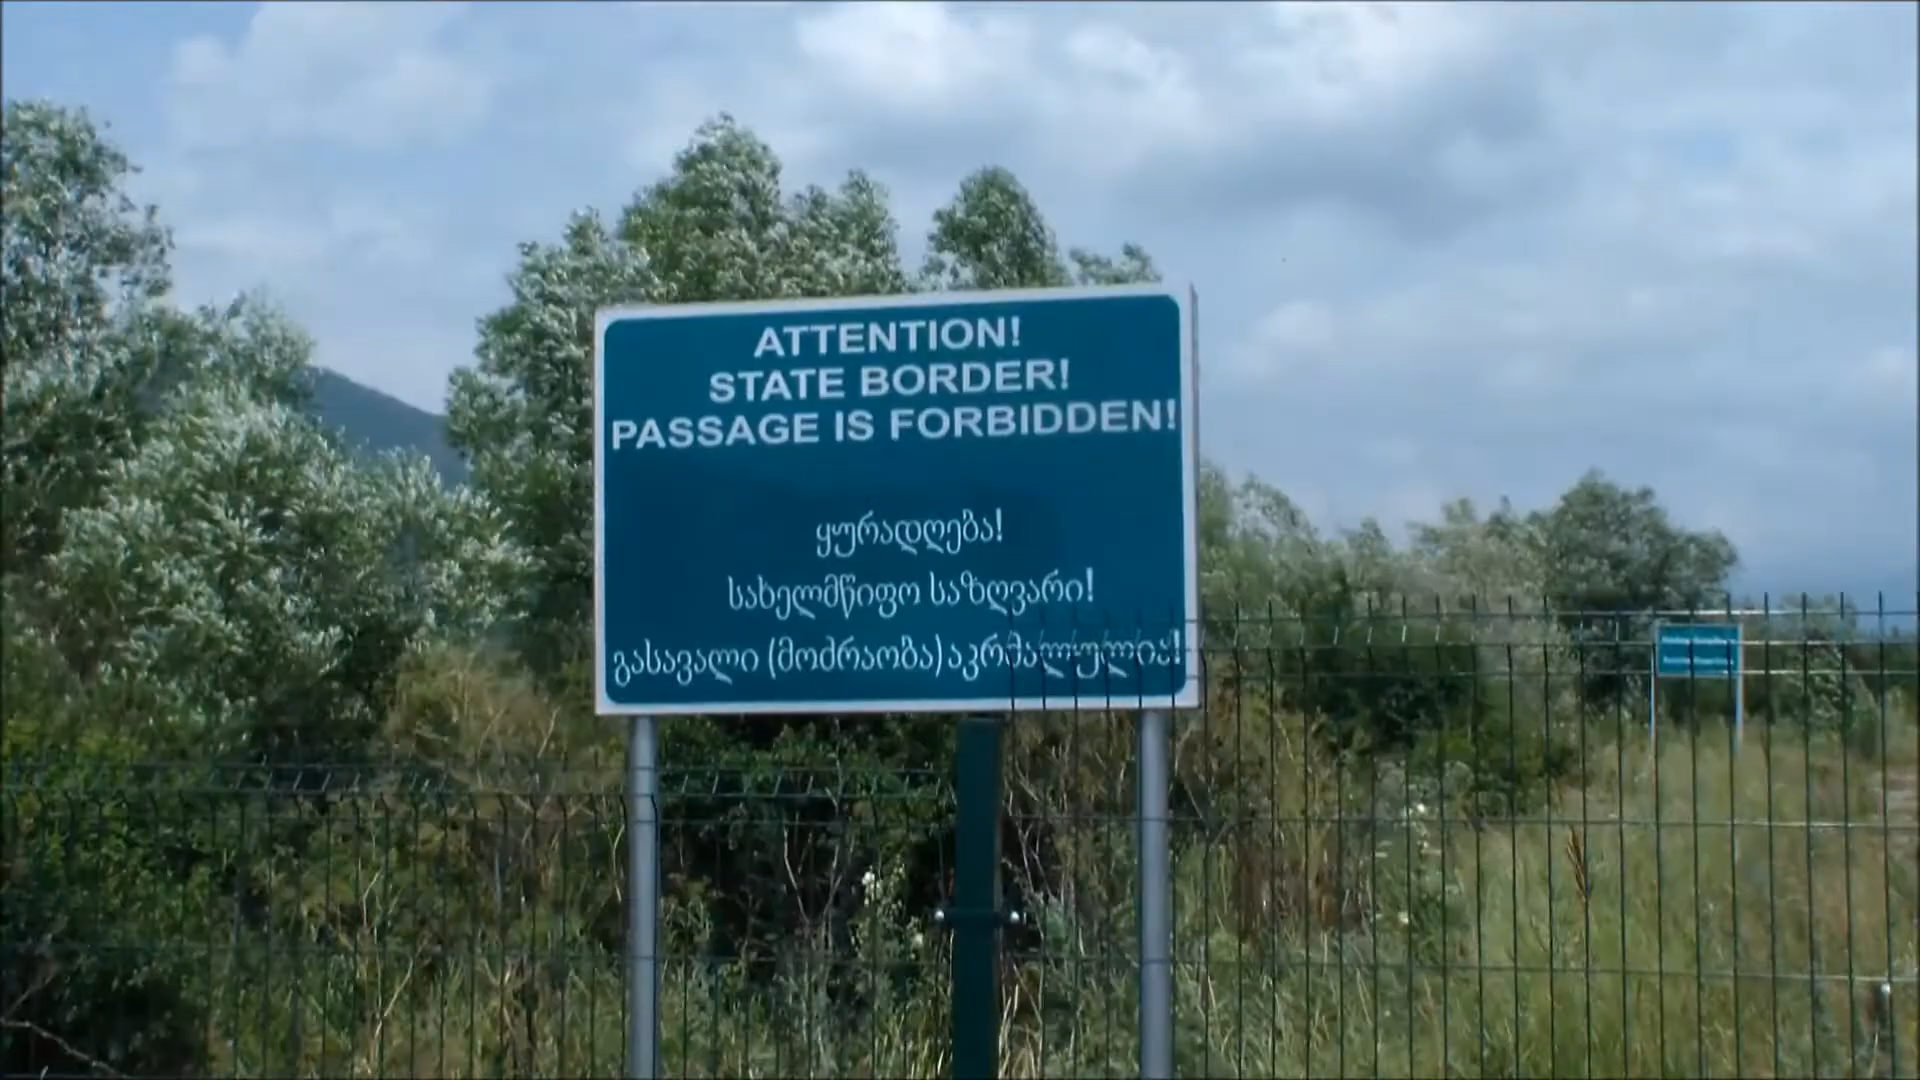 ATTENTION!
STATE BORDER!
PASSAGE IS FORBIDDEN!
ყურადღება!
სახელმწიფო საზღვარი!
გასავალი (მოძრაობა) აკრძალულია!